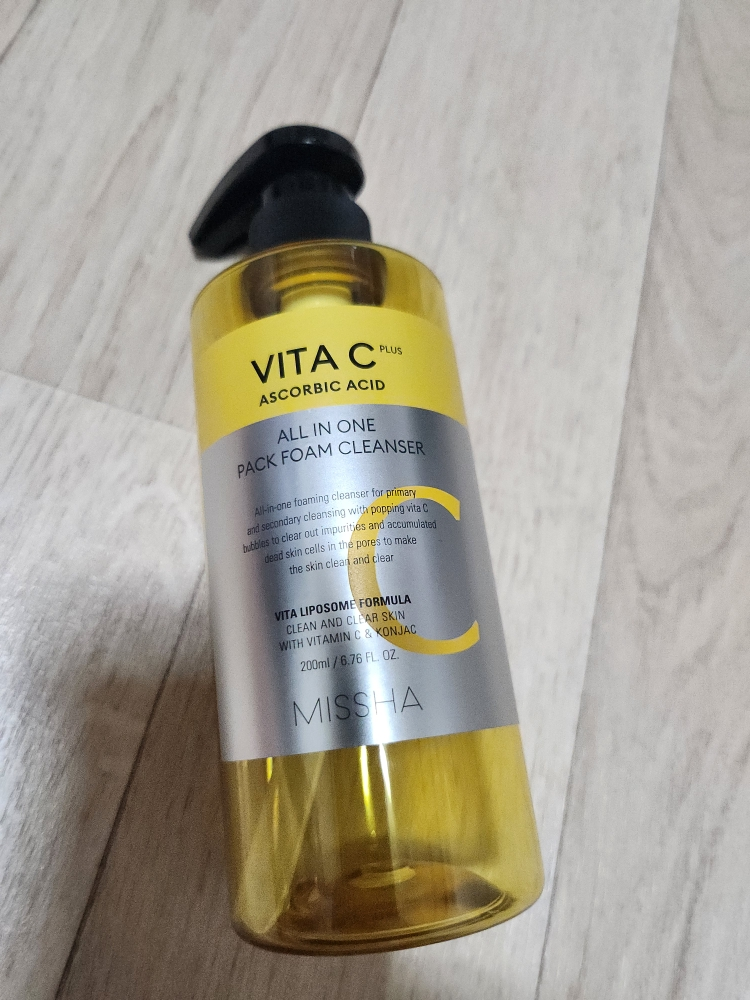 VITA C PLUS
ASCORBIC ACID
ALL IN ONE
PACK FOAM CLEANSER
All-in-one foaming cleanser for primary
and secondary cleansing with popping vita C
bubbles to clear out impurities and accumulated
dead skin cells in the pores to make
the skin clean and clear
C
VITA LIPOSOME FORMULA
CLEAN AND CLEAR SKIN
WITH VITAMIN C & KONJAC
200ml / 6.76 FL. OZ.
MISSHA